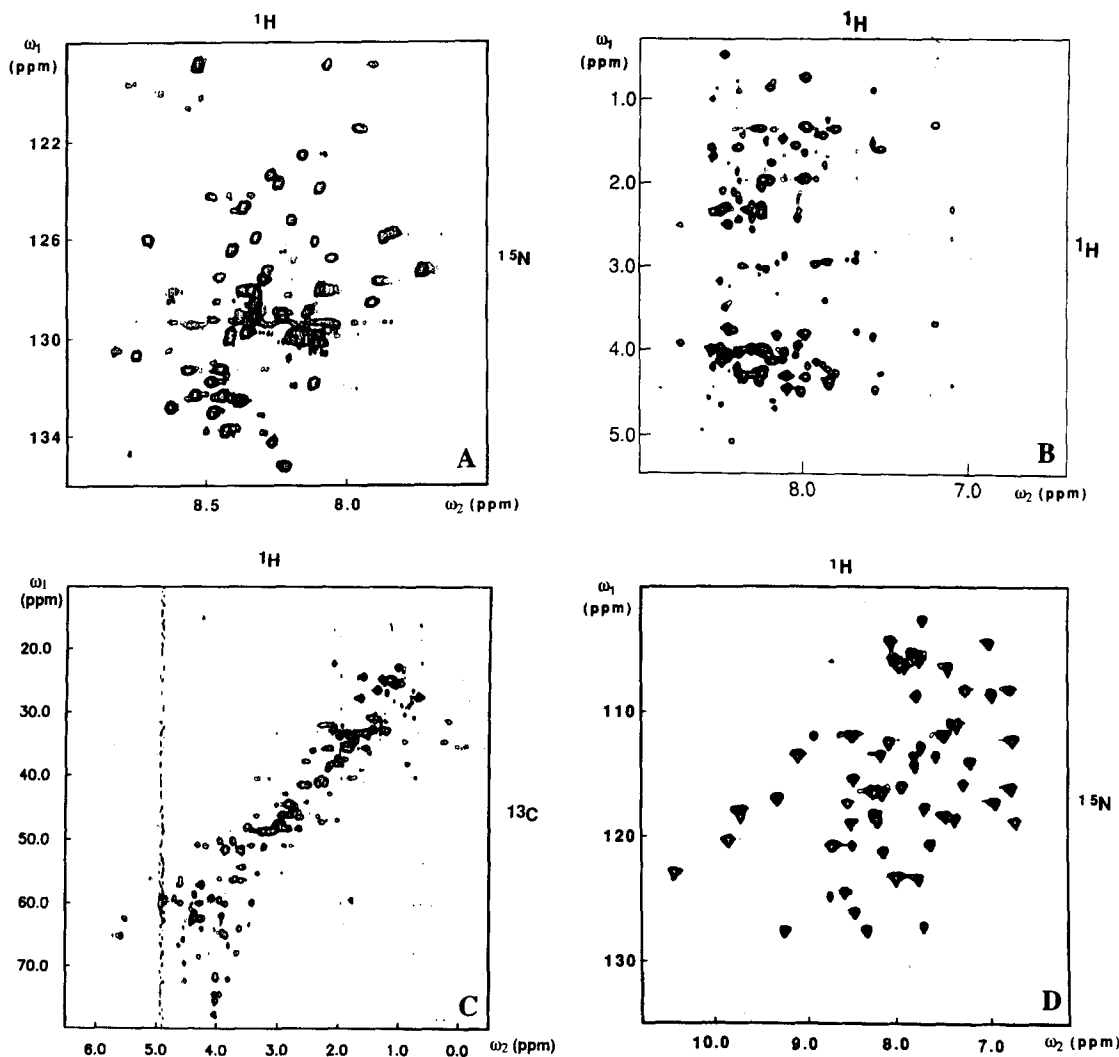 ¹H
ω₁
(ppm)
122
126
130
134
8.5
8.0
ω₂ (ppm)
¹⁵N
A
¹H
ω₁
(ppm)
1.0
2.0
3.0
4.0
5.0
8.0
7.0
ω₂ (ppm)
¹H
B
¹H
ω₁
(ppm)
20.0
30.0
40.0
50.0
60.0
70.0
6.0
5.0
4.0
3.0
2.0
1.0
0.0
ω₂ (ppm)
¹³C
C
¹H
ω₁
(ppm)
110
120
130
10.0
9.0
8.0
7.0
ω₂ (ppm)
¹⁵N
D